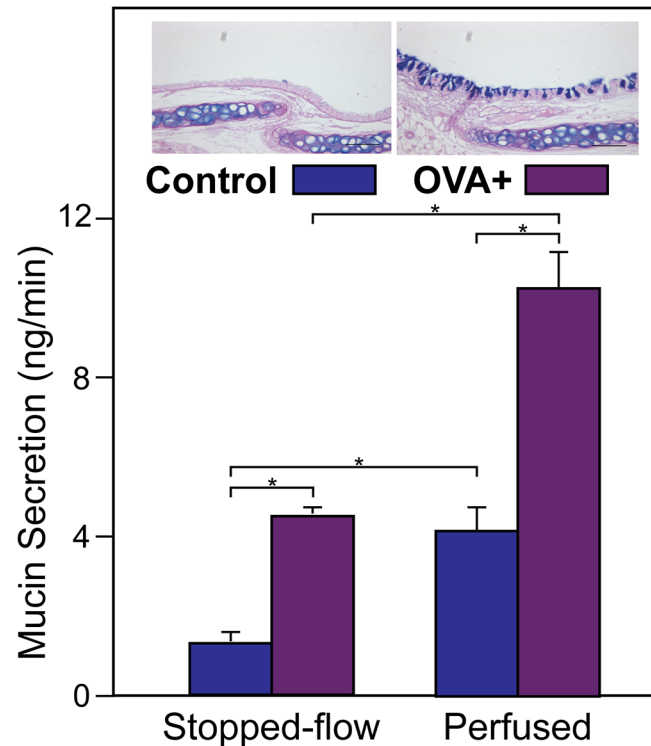 Control OVA+
12
8
4
0
Mucin Secretion (ng/min)
*
*
*
*
Stopped-flow Perfused